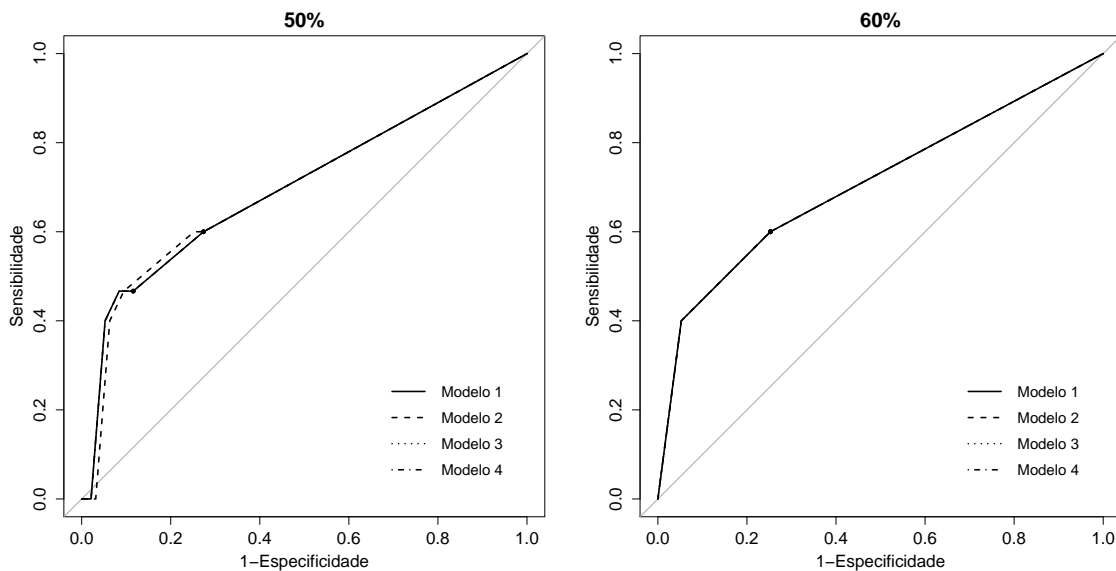 50%
1.0
0.8
0.6
0.4
0.2
0.0
Sensibilidade
Modelo 1
Modelo 2
Modelo 3
Modelo 4
0.0 0.2 0.4 0.6 0.8 1.0
1−Especificidade
60%
1.0
0.8
0.6
0.4
0.2
0.0
Sensibilidade
Modelo 1
Modelo 2
Modelo 3
Modelo 4
0.0 0.2 0.4 0.6 0.8 1.0
1−Especificidade